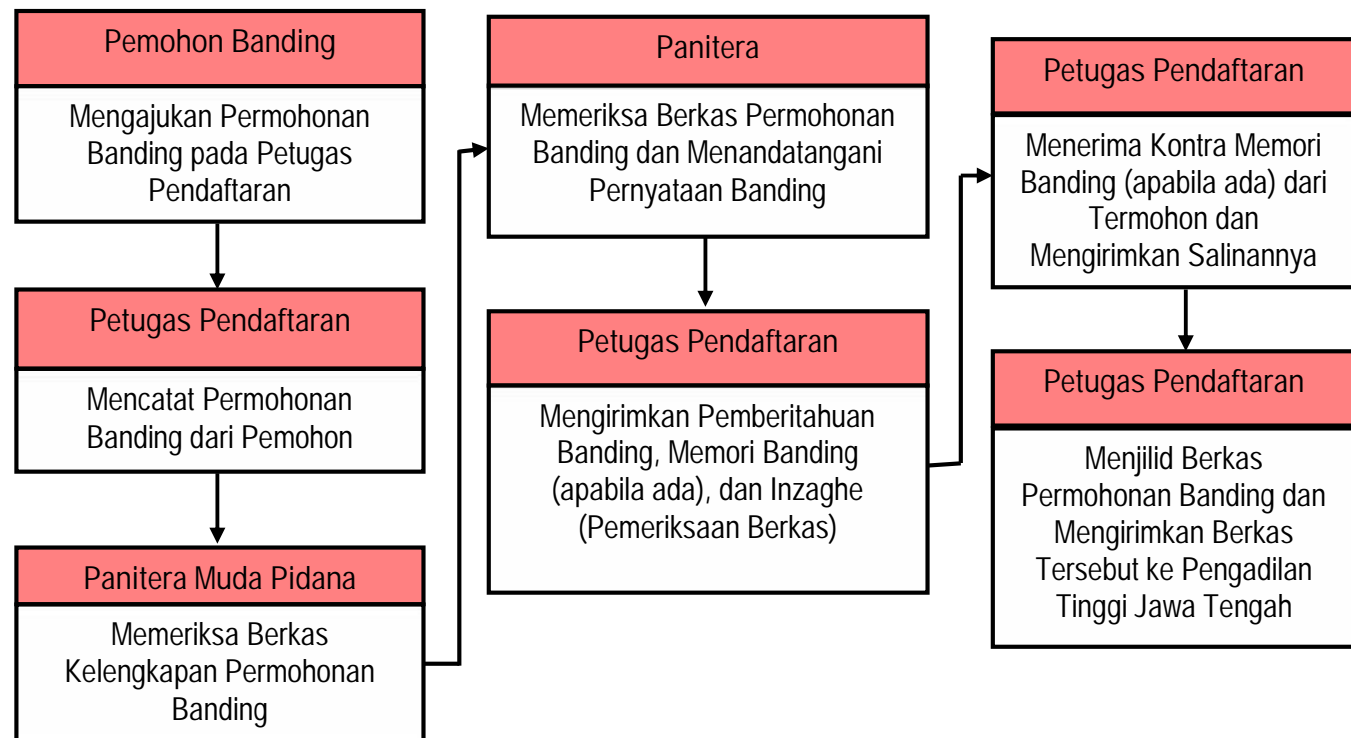 Pemohon Banding
Mengajukan Permohonan
Banding pada Petugas
Pendaftaran
Petugas Pendaftaran
Mencatat Permohonan
Banding dari Pemohon
Panitera Muda Pidana
Memeriksa Berkas
Kelengkapan Permohonan
Banding
Panitera
Memeriksa Berkas Permohonan
Banding dan Menandatangani
Pernyataan Banding
Petugas Pendaftaran
Mengirimkan Pemberitahuan
Banding, Memori Banding
(apabila ada), dan Inzaghe
(Pemeriksaan Berkas)
Petugas Pendaftaran
Menerima Kontra Memori
Banding (apabila ada) dari
Termohon dan
Mengirimkan Salinannya
Petugas Pendaftaran
Menjilid Berkas
Permohonan Banding dan
Mengirimkan Berkas
Tersebut ke Pengadilan
Tinggi Jawa Tengah